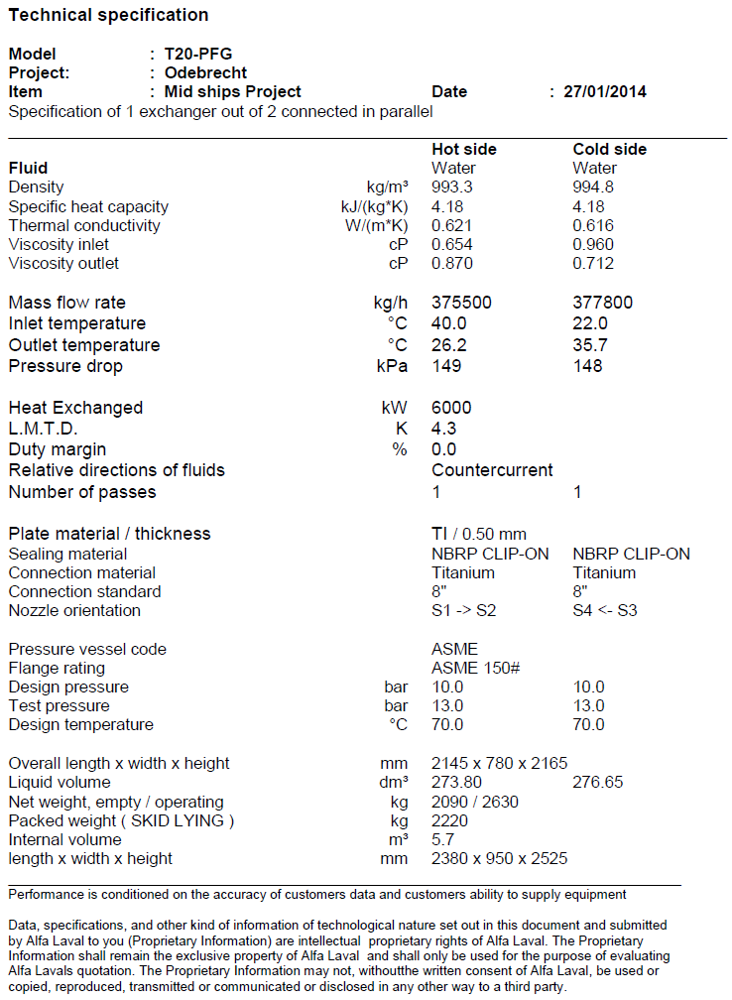 Technical specification
Model : T20-PFG
Project: : Odebrecht
Item : Mid ships Project Date : 27/01/2014
Specification of 1 exchanger out of 2 connected in parallel
Hot side Cold side
Fluid Water Water
Density kg/m³ 993.3 994.8
Specific heat capacity kJ/(kg*K) 4.18 4.18
Thermal conductivity W/(m*K) 0.621 0.616
Viscosity inlet cP 0.654 0.960
Viscosity outlet cP 0.870 0.712
Mass flow rate kg/h 375500 377800
Inlet temperature °C 40.0 22.0
Outlet temperature °C 26.2 35.7
Pressure drop kPa 149 148
Heat Exchanged kW 6000
L.M.T.D. K 4.3
Duty margin % 0.0
Relative directions of fluids Countercurrent
Number of passes 1 1
Plate material / thickness TI / 0.50 mm
Sealing material NBRP CLIP-ON NBRP CLIP-ON
Connection material Titanium Titanium
Connection standard 8" 8"
Nozzle orientation S1 -> S2 S4 <- S3
Pressure vessel code ASME
Flange rating ASME 150#
Design pressure bar 10.0 10.0
Test pressure bar 13.0 13.0
Design temperature °C 70.0 70.0
Overall length x width x height mm 2145 x 780 x 2165
Liquid volume dm³ 273.80 276.65
Net weight, empty / operating kg 2090 / 2630
Packed weight ( SKID LYING ) kg 2220
Internal volume m³ 5.7
length x width x height mm 2380 x 950 x 2525
Performance is conditioned on the accuracy of customers data and customers ability to supply equipment
Data, specifications, and other kind of information of technological nature set out in this document and submitted
by Alfa Laval to you (Proprietary Information) are intellectual proprietary rights of Alfa Laval. The Proprietary
Information shall remain the exclusive property of Alfa Laval and shall only be used for the purpose of evaluating
Alfa Lavals quotation. The Proprietary Information may not, withoutthe written consent of Alfa Laval, be used or
copied, reproduced, transmitted or communicated or disclosed in any other way to a third party.